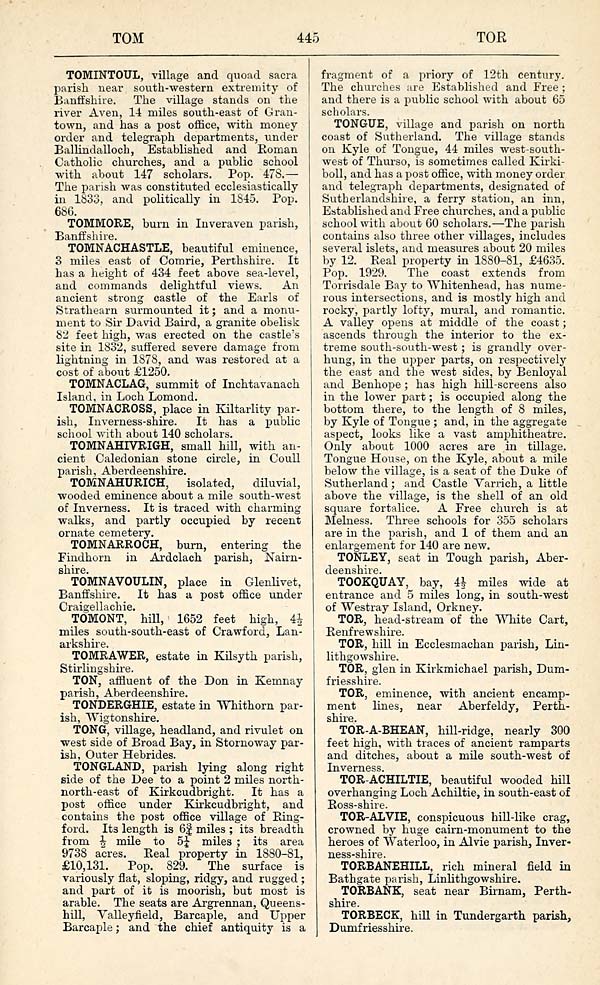 TOM 445 TOR
TOMINTOUL, village and quoad sacra
parish near south-western extremity of
Banffshire. The village stands on the
river Aven, 14 miles south-east of Gran-
town, and has a post office, with money
order and telegraph departments, under
Ballindalloch, Established and Roman
Catholic churches, and a public school
with about 147 scholars. Pop. 478.—
The parish was constituted ecclesiastically
in 1833, and politically in 1845. Pop.
686.
TOMMORE, burn in Inveraven parish,
Banffshire.
TOMNACHASTLE, beautiful eminence,
3 miles east of Comrie, Perthshire. It
has a height of 434 feet above sea-level,
and commands delightful views. An
ancient strong castle of the Earls of
Strathearn surmounted it; and a monu-
ment to Sir David Baird, a granite obelisk
82 feet high, was erected on the castle's
site in 1832, suffered severe damage from
lightning in 1878, and was restored at a
cost of about £1250.
TOMNACLAG, summit of Inchtavanach
Island, in Loch Lomond.
TOMNACROSS, place in Kiltarlity par-
ish, Inverness-shire. It has a public
school with about 140 scholars.
TOMNAHIVRIGH, small hill, with an-
cient Caledonian stone circle, in Coull
parish, Aberdeenshire.
TOMNAHURICH, isolated, diluvial,
wooded eminence about a mile south-west
of Inverness. It is traced with charming
walks, and partly occupied by recent
ornate cemetery.
TOMNARROCH, burn, entering the
Findhorn in Ardclach parish, Nairn-
shire.
TOMNAVOULIN, place in Glenlivet,
Banffshire. It has a post office under
Craigellachie.
TOMONT, hill, 1652 feet high, 4½
miles south-south-east of Crawford, Lan-
arkshire.
TOMRAWER, estate in Kilsyth parish,
Stirlingshire.
TON, affluent of the Don in Kemnay
parish, Aberdeenshire.
TONDERGHIE, estate in Whithorn par-
ish, Wigtonshire.
TONG, village, headland, and rivulet on
west side of Broad Bay, in Stornoway par-
ish, Outer Hebrides.
TONGLAND, parish lying along right
side of the Dee to a point 2 miles north-
north-east of Kirkcudbright. It has a
post office under Kirkcudbright, and
contains the post office village of Ring-
ford. Its length is 6¾ miles; its breadth
from ½ mile to 5¼ miles; its area
9738 acres. Real property in 1880-81,
£10,131. Pop. 829. The surface is
variously flat, sloping, ridgy, and rugged;
and part of it is moorish, but most is
arable. The seats are Argrennan, Queens-
hill, Valleyfield, Barcaple, and Upper
Barcaple; and the chief antiquity is a
fragment of a priory of 12th century.
The churches are Established and Free;
and there is a public school with about 65
scholars.
TONGUE, village and parish on north
coast of Sutherland. The village stands
on Kyle of Tongue, 44 miles west-south-
west of Thurso, is sometimes called Kirki-
boll, and has a post office, with money order
and telegraph departments, designated of
Sutherlandshire, a ferry station, an inn,
Established and Free churches, and a public
school with about 60 scholars.—The parish
contains also three other villages, includes
several islets, and measures about 20 miles
by 12. Real property in 1880-81, £4635.
Pop. 1929. The coast extends from
Torrisdale Bay to Whitenhead, has nume-
rous intersections, and is mostly high and
rocky, partly lofty, mural, and romantic.
A valley opens at middle of the coast;
ascends through the interior to the ex-
treme south-south-west; is grandly over-
hung, in the upper parts, on respectively
the east and the west sides, by Benloyal
and Benhope; has high hill-screens also
in the lower part; is occupied along the
bottom there, to the length of 8 miles,
by Kyle of Tongue; and, in the aggregate
aspect, looks like a vast amphitheatre.
Only about 1000 acres are in tillage.
Tongue House, on the Kyle, about a mile
below the village, is a seat of the Duke of
Sutherland; and Castle Varrich, a little
above the village, is the shell of an old
square fortalice. A Free church is at
Melness. Three schools for 355 scholars
are in the parish, and 1 of them and an
enlargement for 140 are new.
TONLEY, seat in Tough parish, Aber-
deenshire.
TOOKQUAY, bay, 4½ miles wide at
entrance and 5 miles long, in south-west
of Westray Island, Orkney.
TOR, head-stream of the White Cart,
Renfrewshire.
TOR, hill in Ecclesmachan parish, Lin-
lithgowshire.
TOR, glen in Kirkmichael parish, Dum-
friesshire.
TOR, eminence, with ancient encamp-
ment lines, near Aberfeldy, Perth-
shire.
TOR-A-BHEAN, hill-ridge, nearly 300
feet high, with traces of ancient ramparts
and ditches, about a mile south-west of
Inverness.
TOR-ACHILTIE, beautiful wooded hill
overhanging Loch Achiltie, in south-east of
Ross-shire.
TOR-ALVIE, conspicuous hill-like crag,
crowned by huge cairn-monument to the
heroes of Waterloo, in Alvie parish, Inver-
ness-shire.
TORBANEHILL, rich mineral field in
Bathgate parish, Linlithgowshire.
TORBANK, seat near Birnam, Perth-
shire.
TORBECK, hill in Tundergarth parish,
Dumfriesshire.